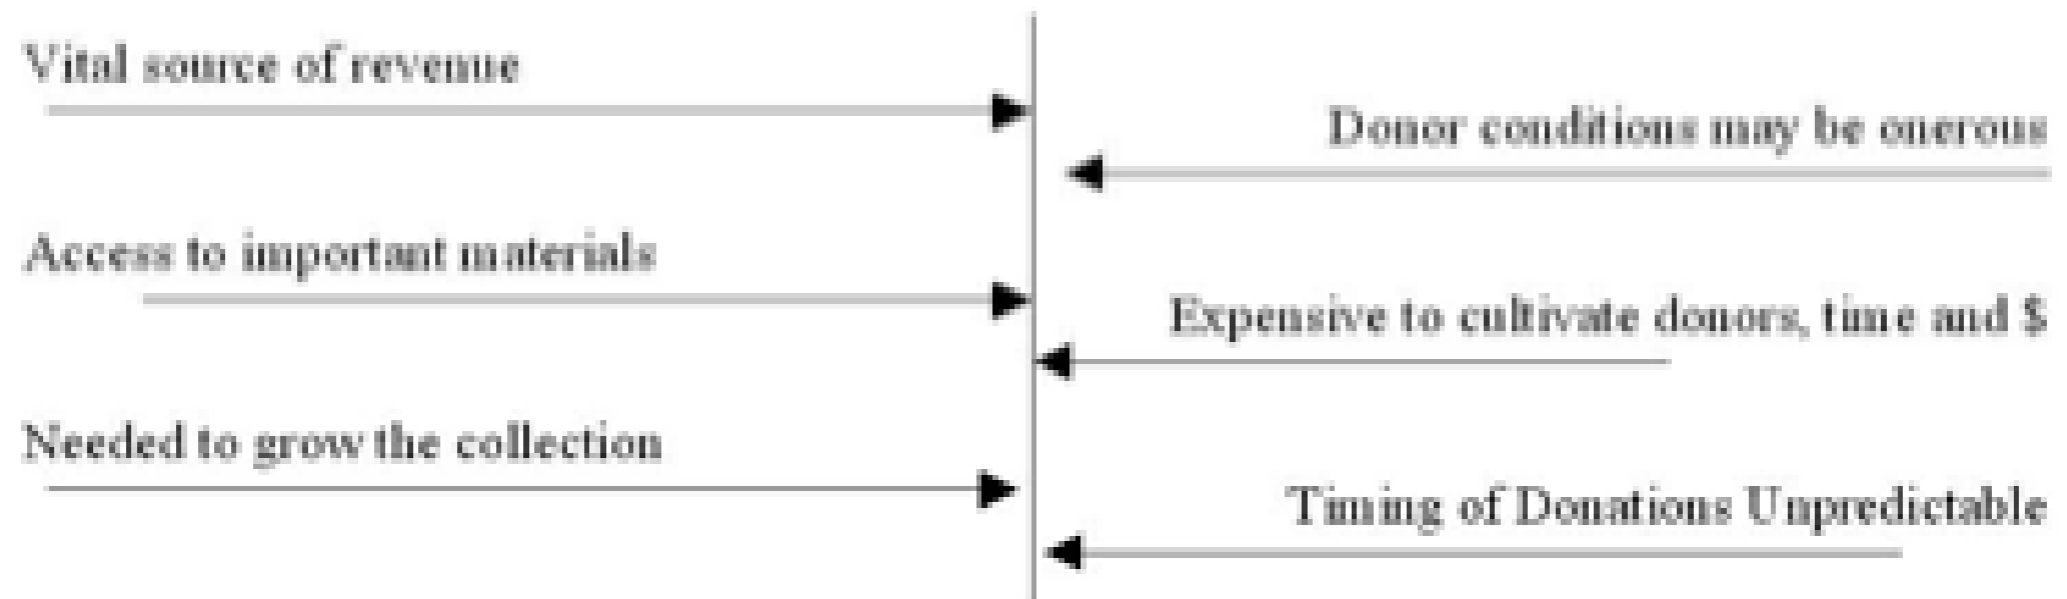 Vital source of revenue
Donor conditions may be onerous
Access to important materials
Expensive to cultivate donors, time and $
Needed to grow the collection
Timing of Donations Unpredictable